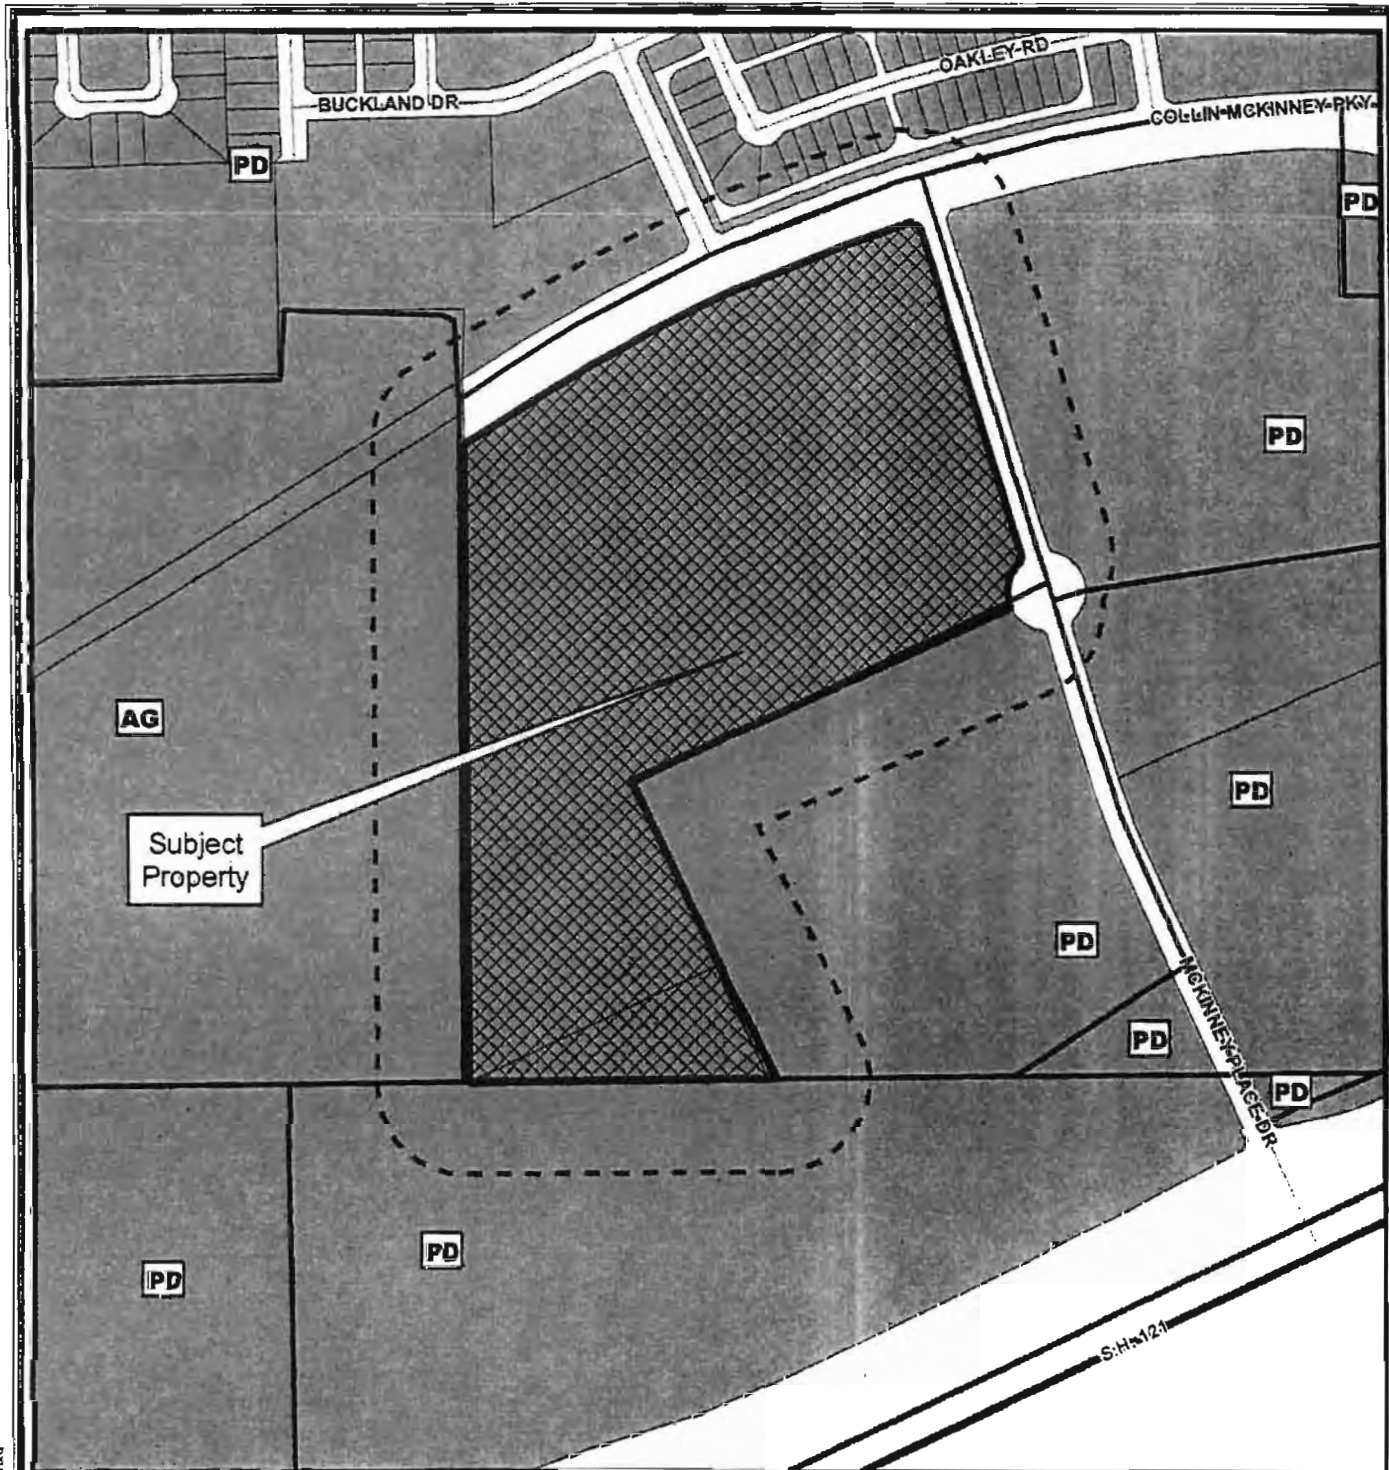 BUCKLAND DR
OAKLEY RD
COLLIN MCKINNEY PKY
PD
PD
PD
AG
PD
Subject
Property
PD
PD
MCKINNEY PLACE DR
PD
PD
PD
S.H. 121